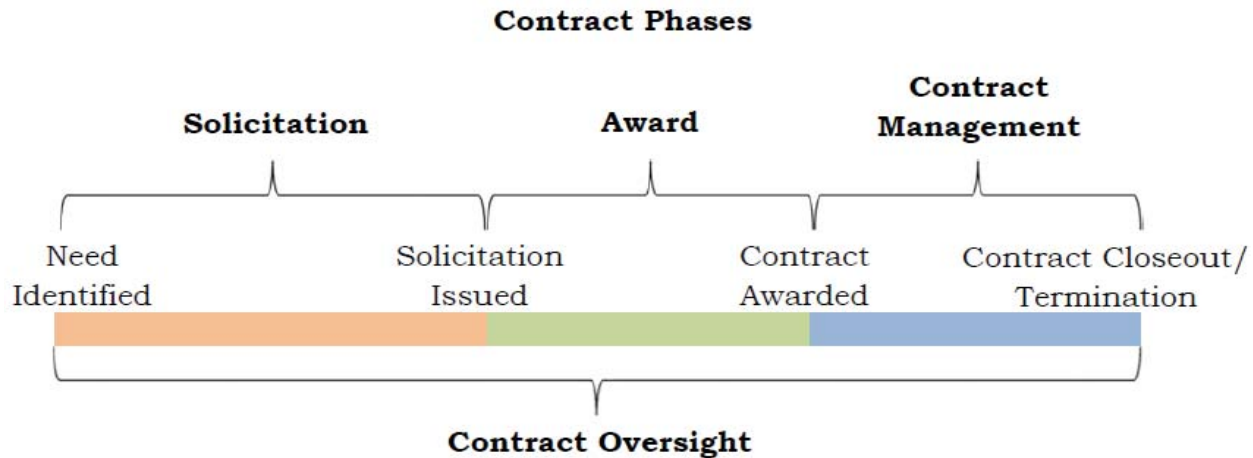 Contract Phases
Solicitation
Award
Contract
Management
Need
Identified
Solicitation
Issued
Contract
Awarded
Contract Closeout/
Termination
Contract Oversight